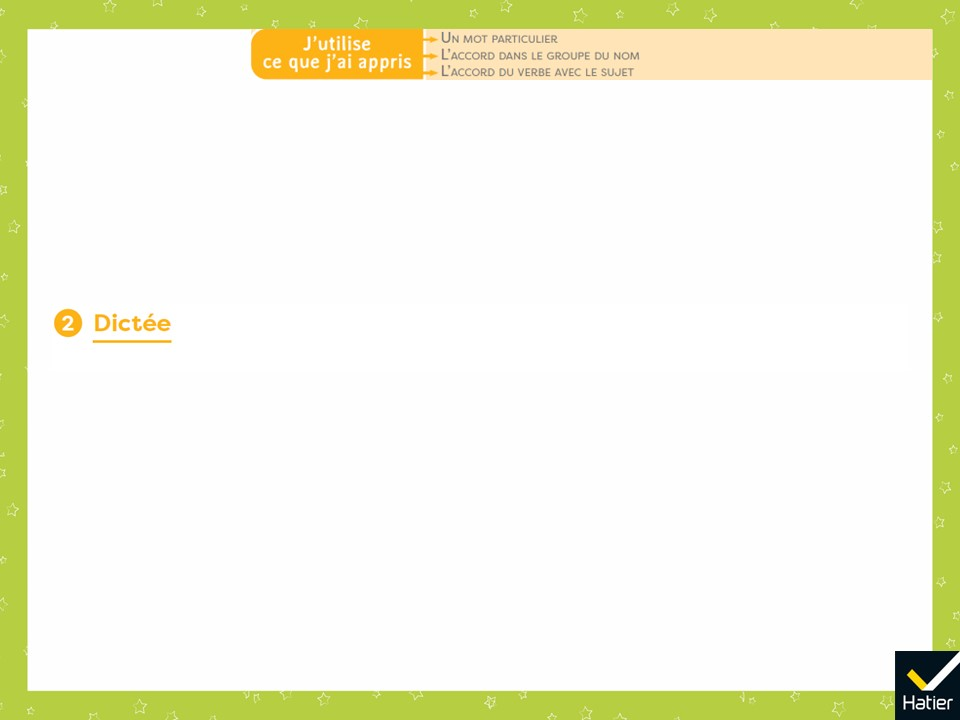 J'utilise
ce que j'ai appris
Un mot particulier
L'accord dans le groupe du nom
L'accord du verbe avec le sujet
2 Dictée
Hatier